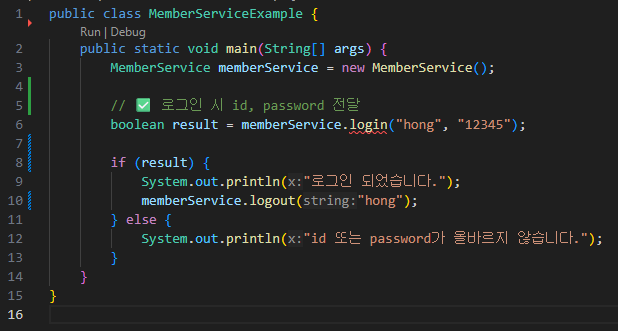 1 public class MemberServiceExample {
Run | Debug
2 public static void main(String[] args) {
3 MemberService memberService = new MemberService();
4
5 // ✅ 로그인 시 id, password 전달
6 boolean result = memberService.login("hong", "12345");
7
8 if (result) {
9 System.out.println(x:"로그인 되었습니다.");
10 memberService.logout(string:"hong");
11 } else {
12 System.out.println(x:"id 또는 password가 올바르지 않습니다.");
13 }
14 }
15 }
16